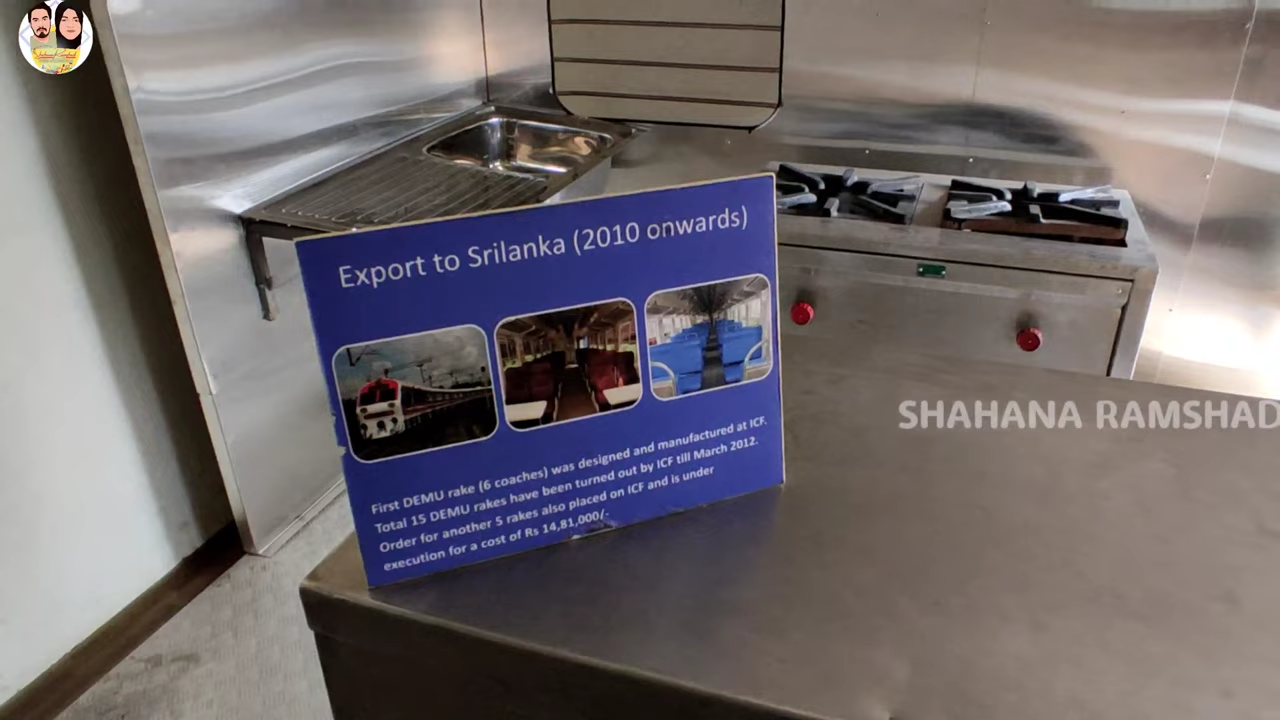 Export to Srilanka (2010 onwards)
First DEMU rake (6 coaches) was designed and manufactured at ICF.
Total 15 DEMU rakes have been turned out by ICF till March 2012.
Order for another 5 rakes also placed on ICF and is under
execution for a cost of Rs 14,81,000/-
SHAHANA RAMSHAD